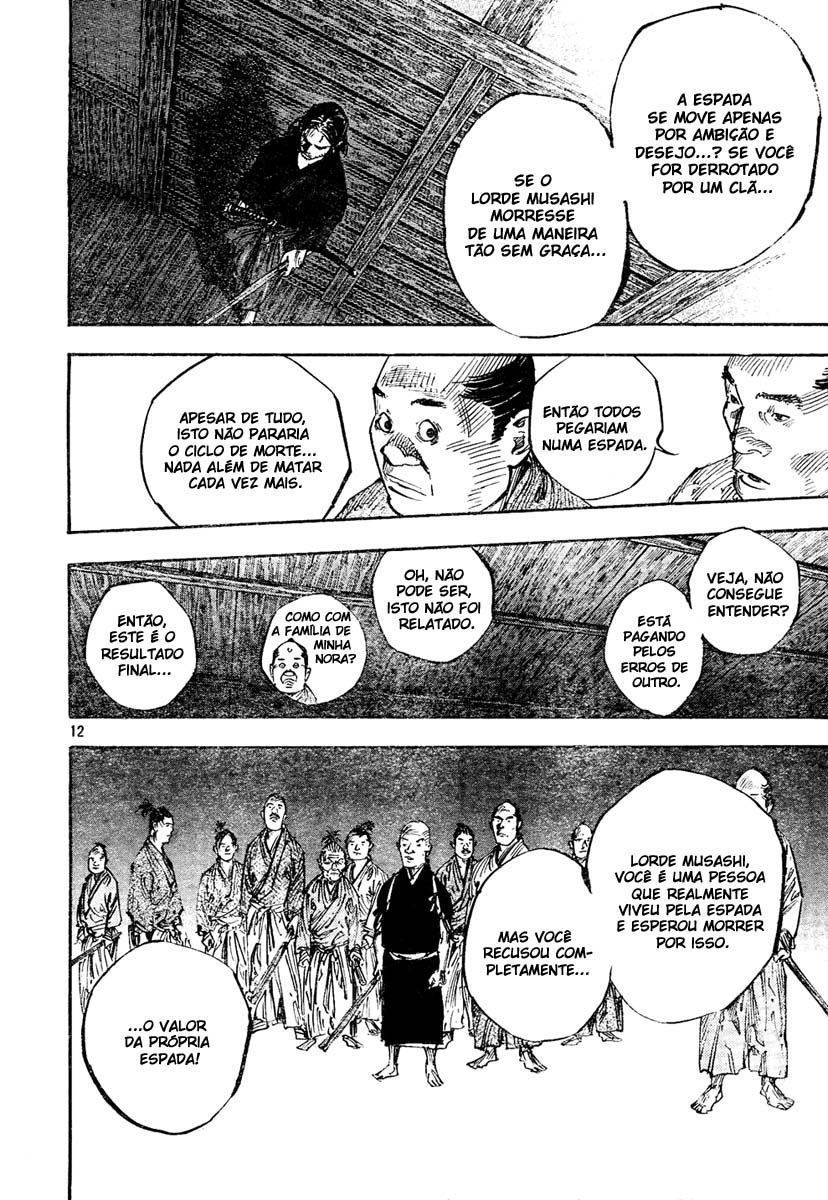 A ESPADA
SE MOVE APENAS
POR AMBIÇÃO E
DESEJO...? SE VOCÊ
FOR DERROTADO
POR UM CLÃ...
SE O
LORDE MUSASHI
MORRESSE
DE UMA MANEIRA
TÃO SEM GRAÇA...
ENTÃO TODOS
PEGARIAM
NUMA ESPADA.
APESAR DE TUDO,
ISTO NÃO PARARIA
O CICLO DE MORTE...
NADA ALÉM DE MATAR
CADA VEZ MAIS.
VEJA, NÃO
CONSEGUE
ENTENDER?
ESTÁ
PAGANDO
PELOS
ERROS DE
OUTRO.
OH, NÃO
PODE SER,
ISTO NÃO FOI
RELATADO.
COMO COM
A FAMÍLIA DE
MINHA
NORA?
ENTÃO,
ESTE É O
RESULTADO
FINAL...
12
LORDE MUSASHI,
VOCÊ É UMA PESSOA
QUE REALMENTE
VIVEU PELA ESPADA
E ESPEROU MORRER
POR ISSO.
MAS VOCÊ
RECUSOU COM-
PLETAMENTE...
...O VALOR
DA PRÓPRIA
ESPADA!